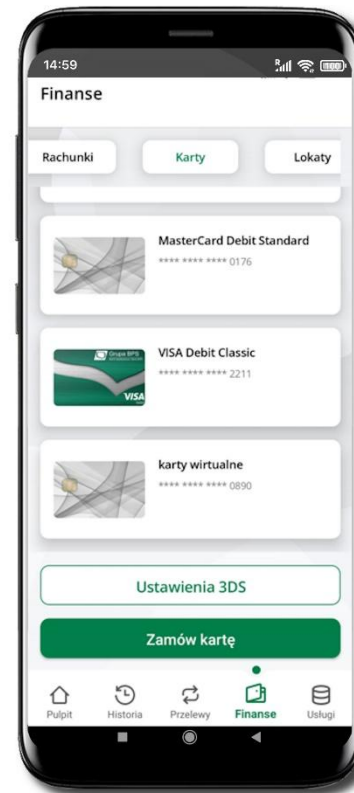 14:59
Finanse
Rachunki
Karty
Lokaty
MasterCard Debit Standard
**** **** **** 0176
Grupa BPS
VISA
VISA Debit Classic
**** **** **** 2211
karty wirtualne
**** **** **** 0890
Ustawienia 3DS
Zamów kartę
Pulpit
Historia
Przelewy
Finanse
Usługi